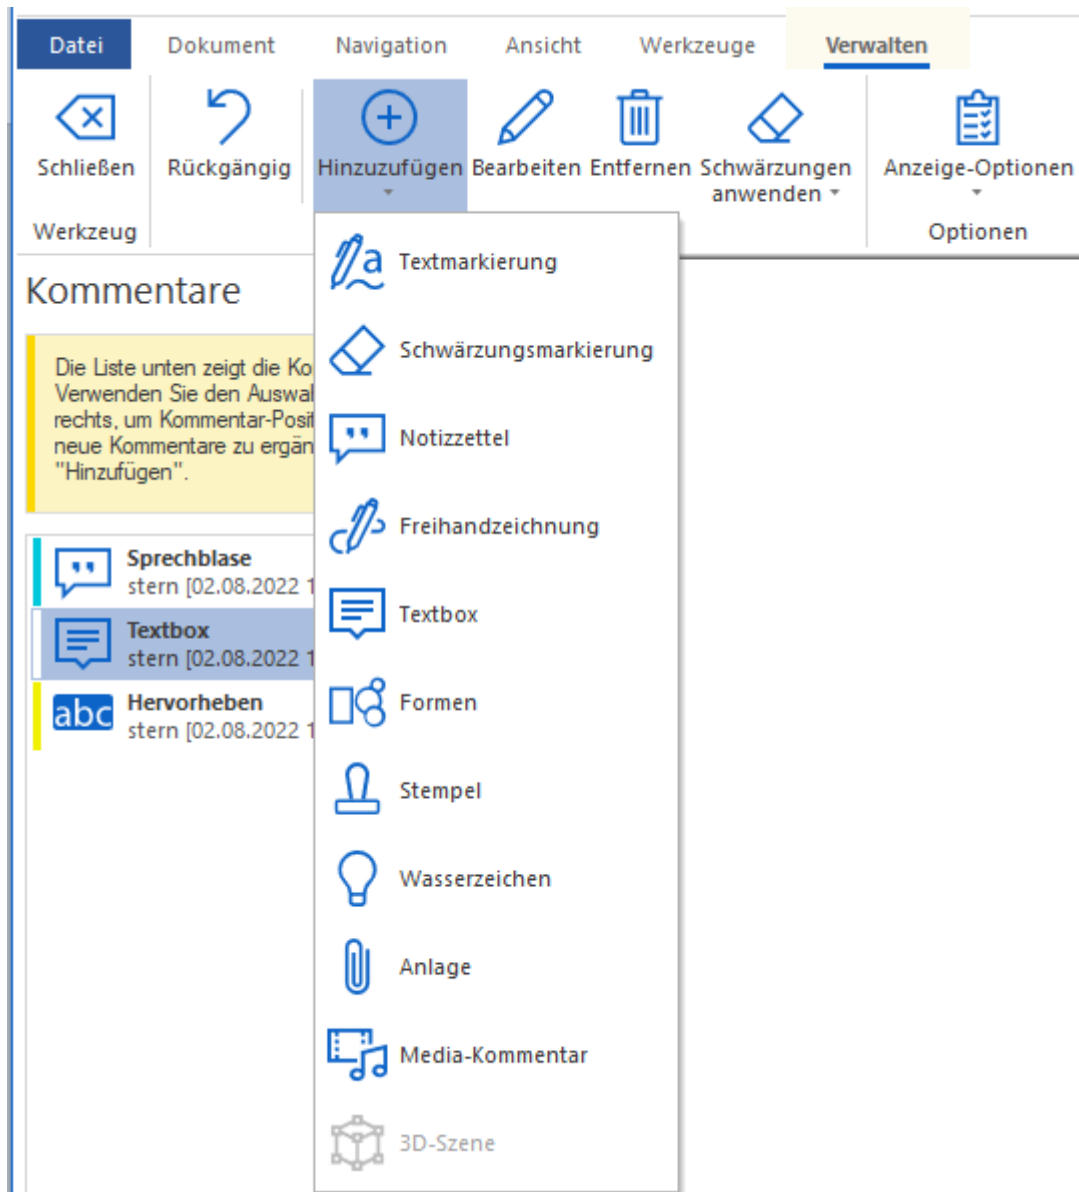 Datei Dokument Navigation Ansicht Werkzeuge Verwalten
Schließen Rückgängig Hinzuzufügen Bearbeiten Entfernen Schwärzungen anwenden Anzeige-Optionen
Werkzeug Optionen
Kommentare
Die Liste unten zeigt die Ko
Verwenden Sie den Auswah
rechts, um Kommentar-Posit
neue Kommentare zu ergän
"Hinzufügen".
Sprechblase
stern [02.08.2022 1
Textbox
stern [02.08.2022 1
abc Hervorheben
stern [02.08.2022 1
a Textmarkierung
Schwärzungsmarkierung
Notizzettel
Freihandzeichnung
Textbox
Formen
Stempel
Wasserzeichen
Anlage
Media-Kommentar
3D-Szene